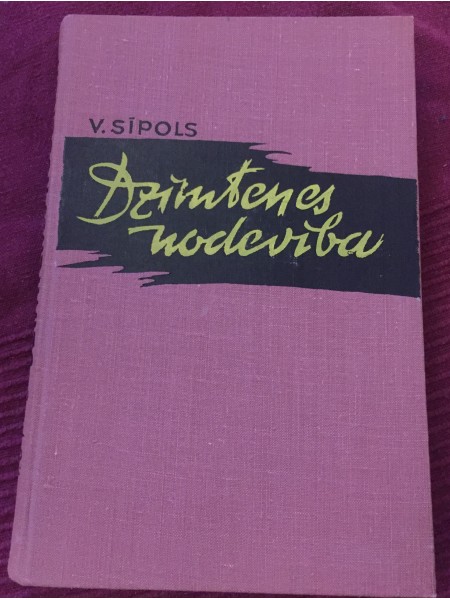 V. SĪPOLS
Dzimtenes
nodevība